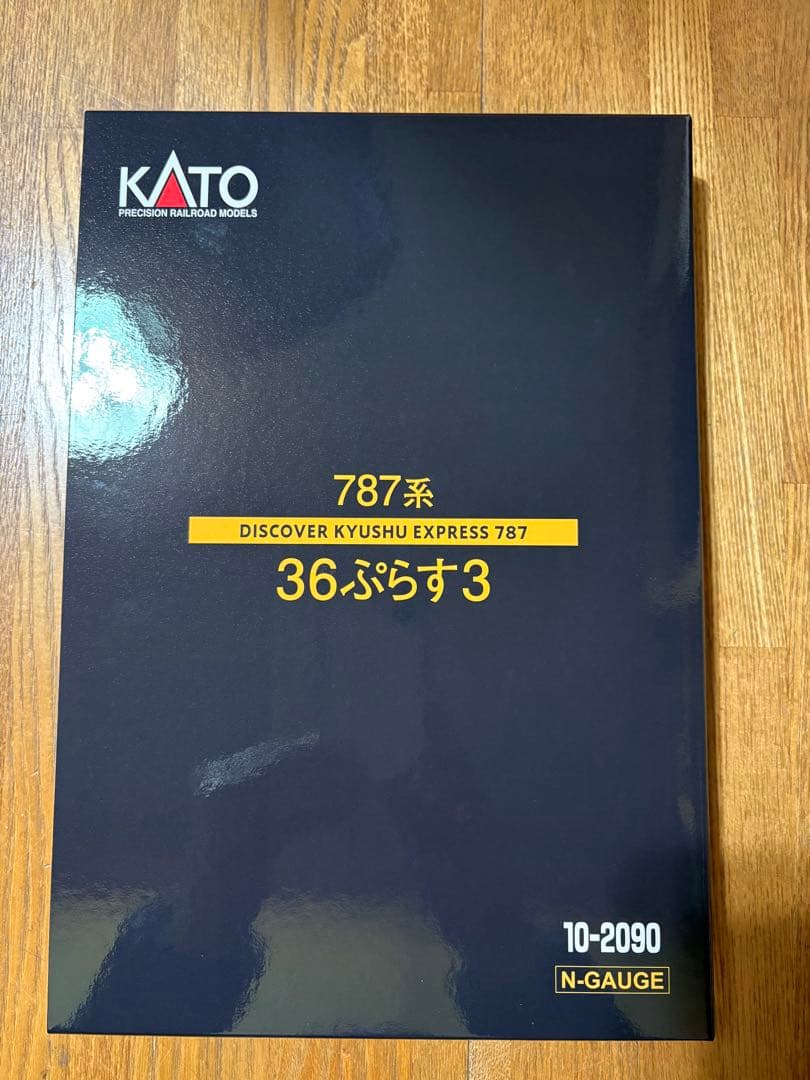 KATO
PRECISION RAILROAD MODELS
787系
DISCOVER KYUSHU EXPRESS 787
36ぷらす3
10-2090
N-GAUGE